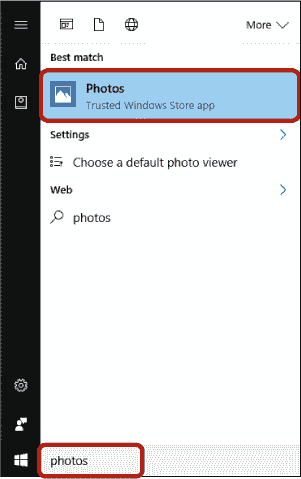 More
Best match
Photos
Trusted Windows Store app
Settings
Choose a default photo viewer
Web
photos
photos